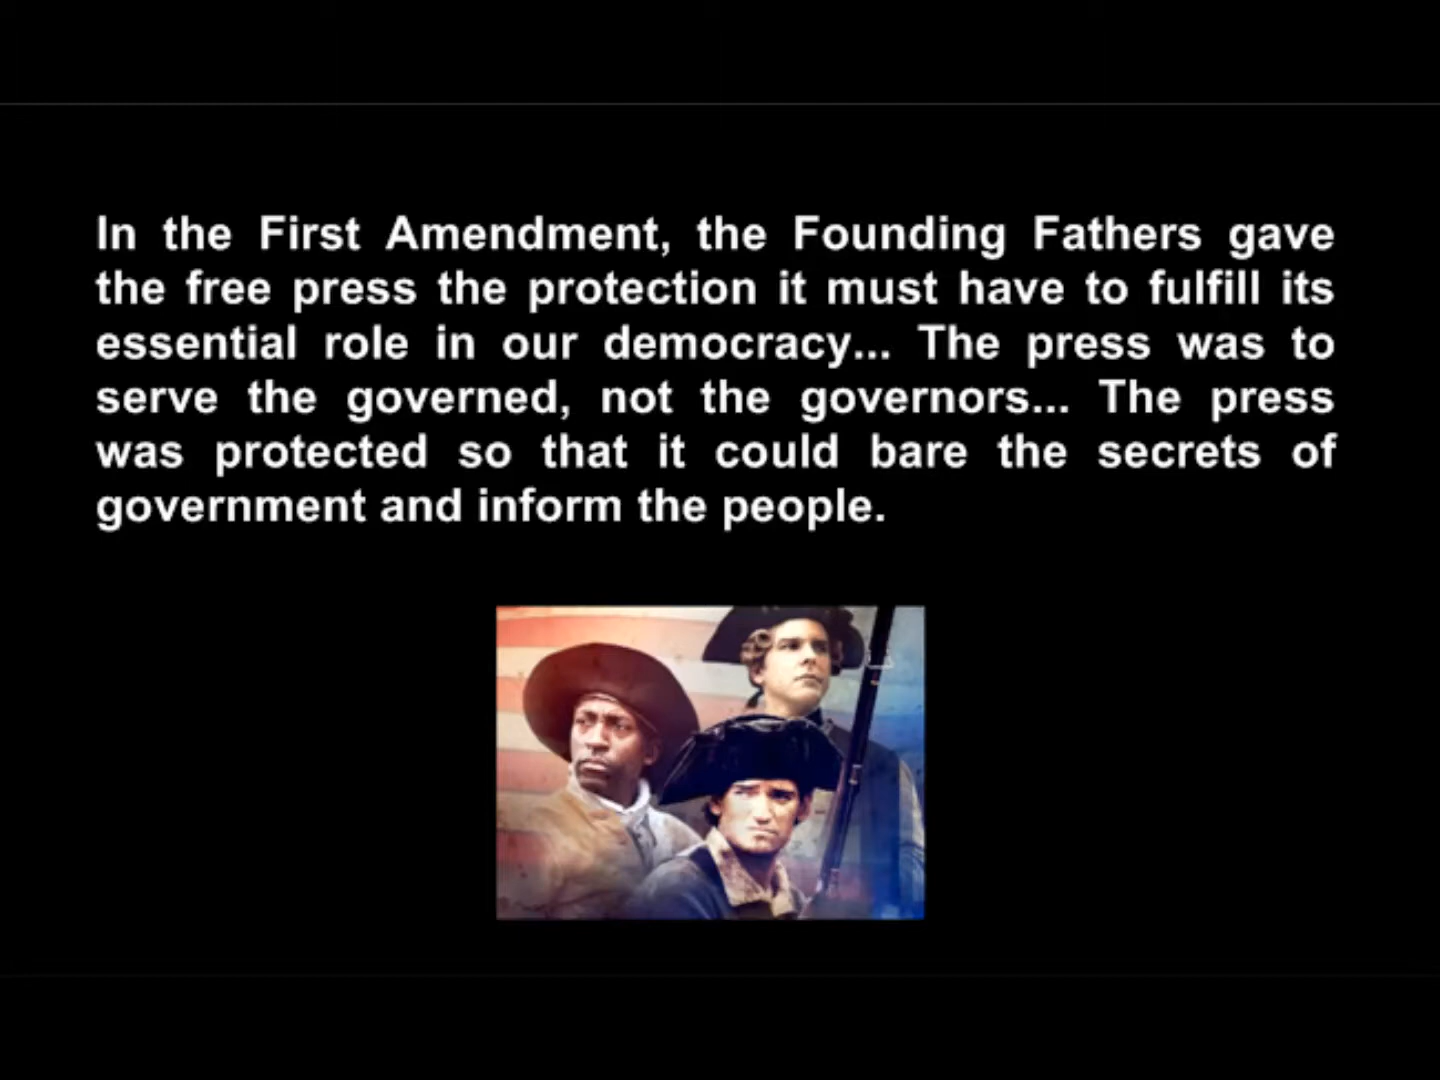 In the First Amendment, the Founding Fathers gave
the free press the protection it must have to fulfill its
essential role in our democracy... The press was to
serve the governed, not the governors... The press
was protected so that it could bare the secrets of
government and inform the people.